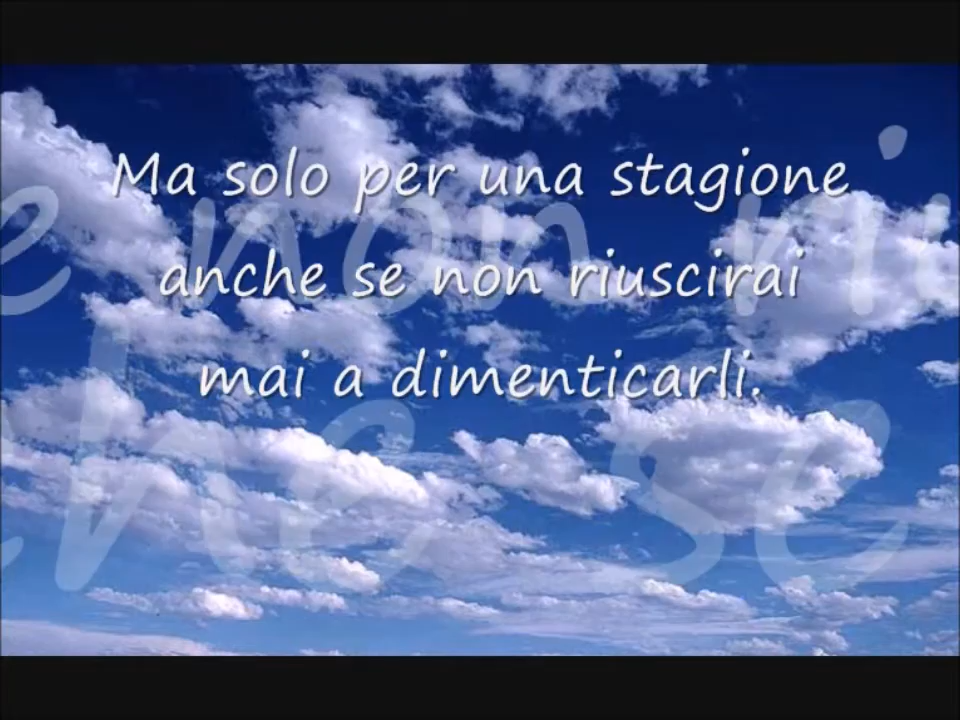 Ma solo per una stagione
anche se non riuscirai
mai a dimenticarli.